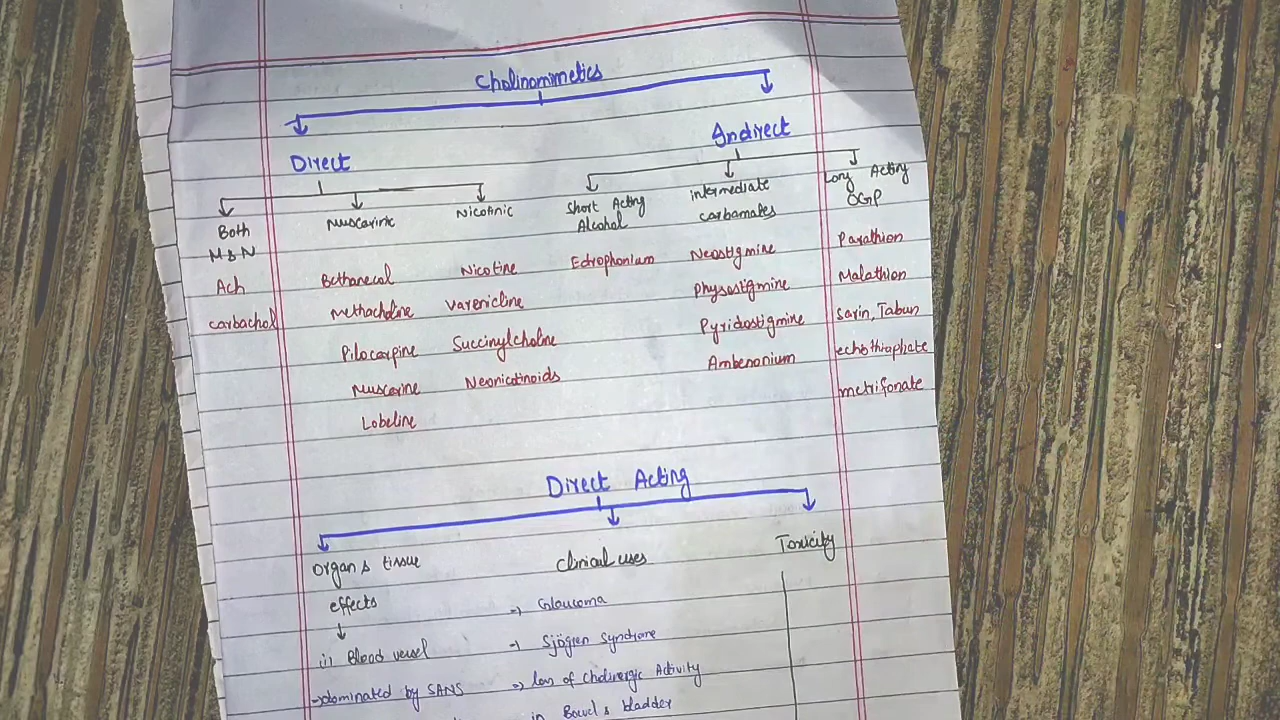 Cholinomimetics
Direct
Indirect
Both
M & N
Ach
carbachol
Muscarinic
Bethanecol
Methacholine
Pilocarpine
Muscarine
Lobeline
Nicotinic
Nicotine
Varenicline
Succinylcholine
Neonicotinoids
Short Acting
Alcohol
Edrophonium
intermediate
carbamates
Neostigmine
Physostigmine
Pyridostigmine
Ambenonium
Long Acting
OGP
Parathion
Malathion
sarin, Tabun
echothiophate
metrifonate
Direct Acting
Organ & tissue
effects
(i) Blood vessel
→ dominated by SANS
Clinical uses
→ Glaucoma
→ Sjögren Syndrome
→ loss of cholinergic Activity
in Bowel & bladder
Toxicity